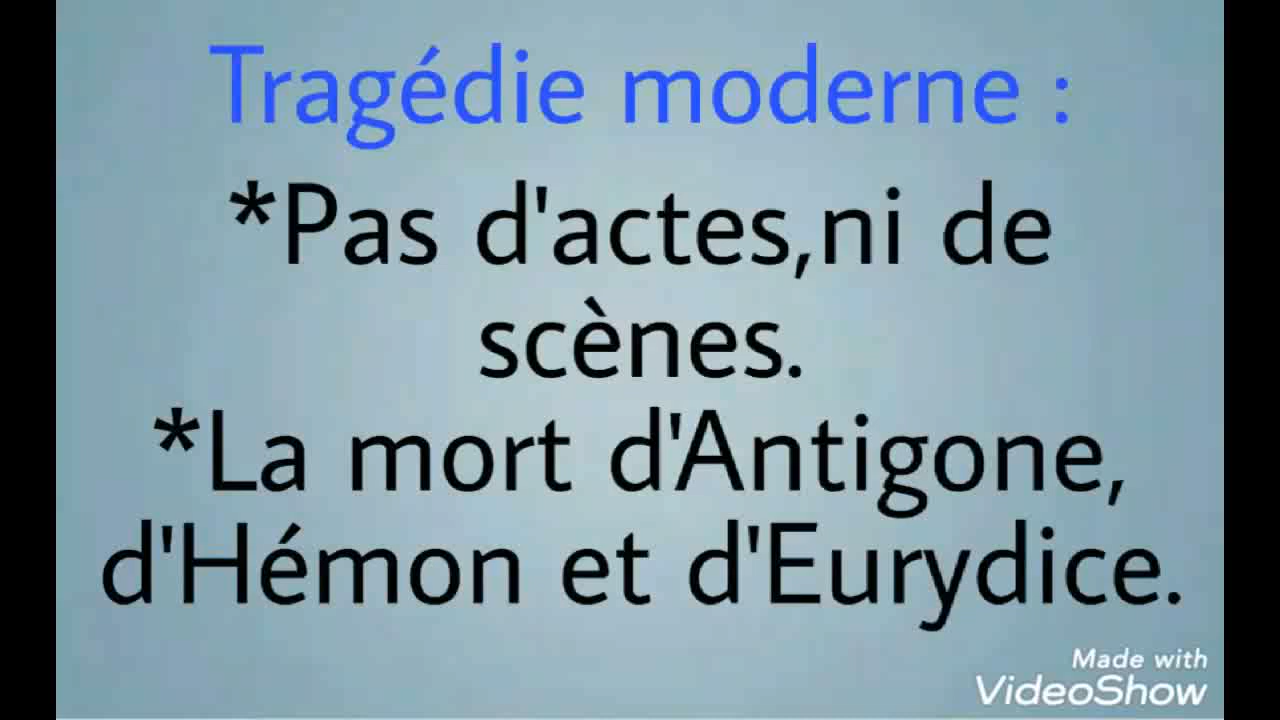 Tragédie moderne :
*Pas d'actes,ni de
scènes.
*La mort d'Antigone,
d'Hémon et d'Eurydice.
Made with
VideoShow